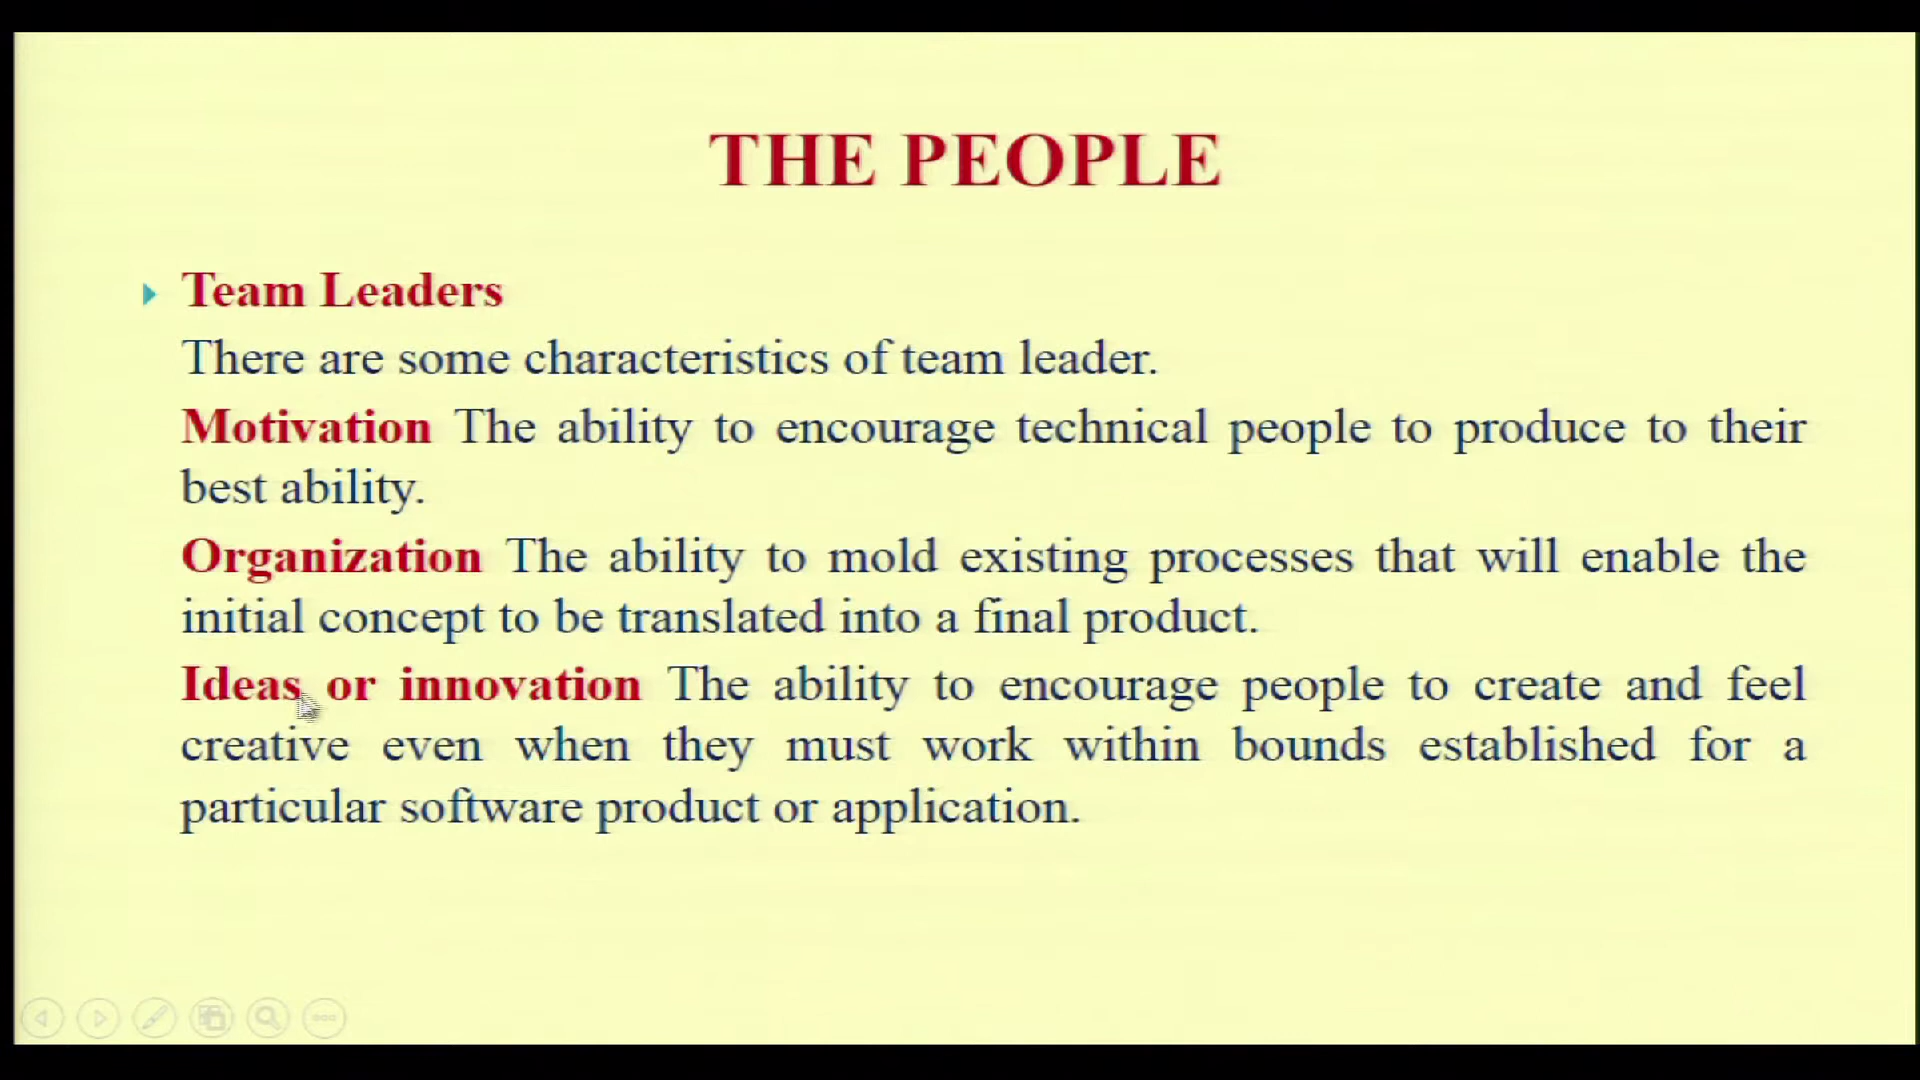 THE PEOPLE
Team Leaders
There are some characteristics of team leader.
Motivation The ability to encourage technical people to produce to their
best ability.
Organization The ability to mold existing processes that will enable the
initial concept to be translated into a final product.
Ideas or innovation The ability to encourage people to create and feel
creative even when they must work within bounds established for a
particular software product or application.